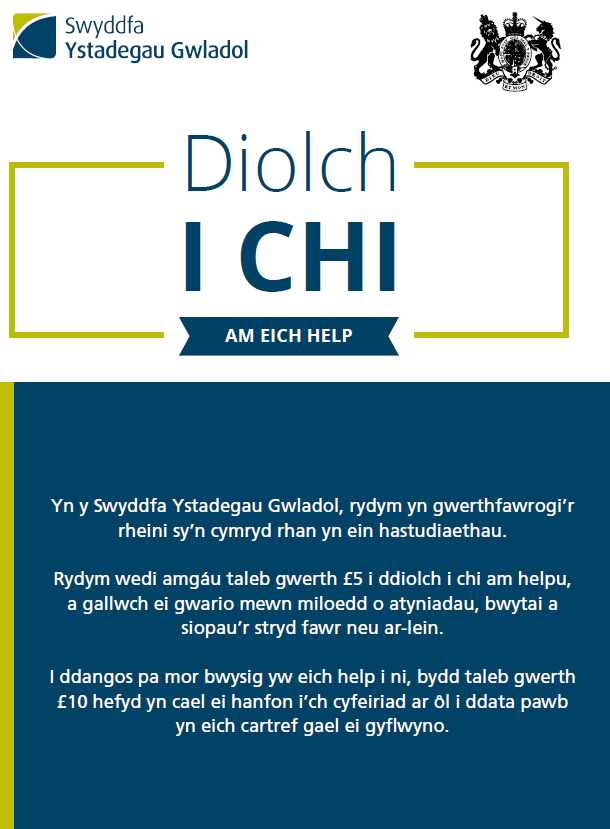 Swyddfa
Ystadegau Gwladol
Diolch
I CHI
AM EICH HELP
Yn y Swyddfa Ystadegau Gwladol, rydym yn gwerthfawrogi’r
rheini sy’n cymryd rhan yn ein hastudiaethau.
Rydym wedi amgáu taleb gwerth £5 i ddiolch i chi am helpu,
a gallwch ei gwario mewn miloedd o atyniadau, bwytai a
siopau’r stryd fawr neu ar-lein.
I ddangos pa mor bwysig yw eich help i ni, bydd taleb gwerth
£10 hefyd yn cael ei hanfon i’ch cyfeiriad ar ôl i ddata pawb
yn eich cartref gael ei gyflwyno.